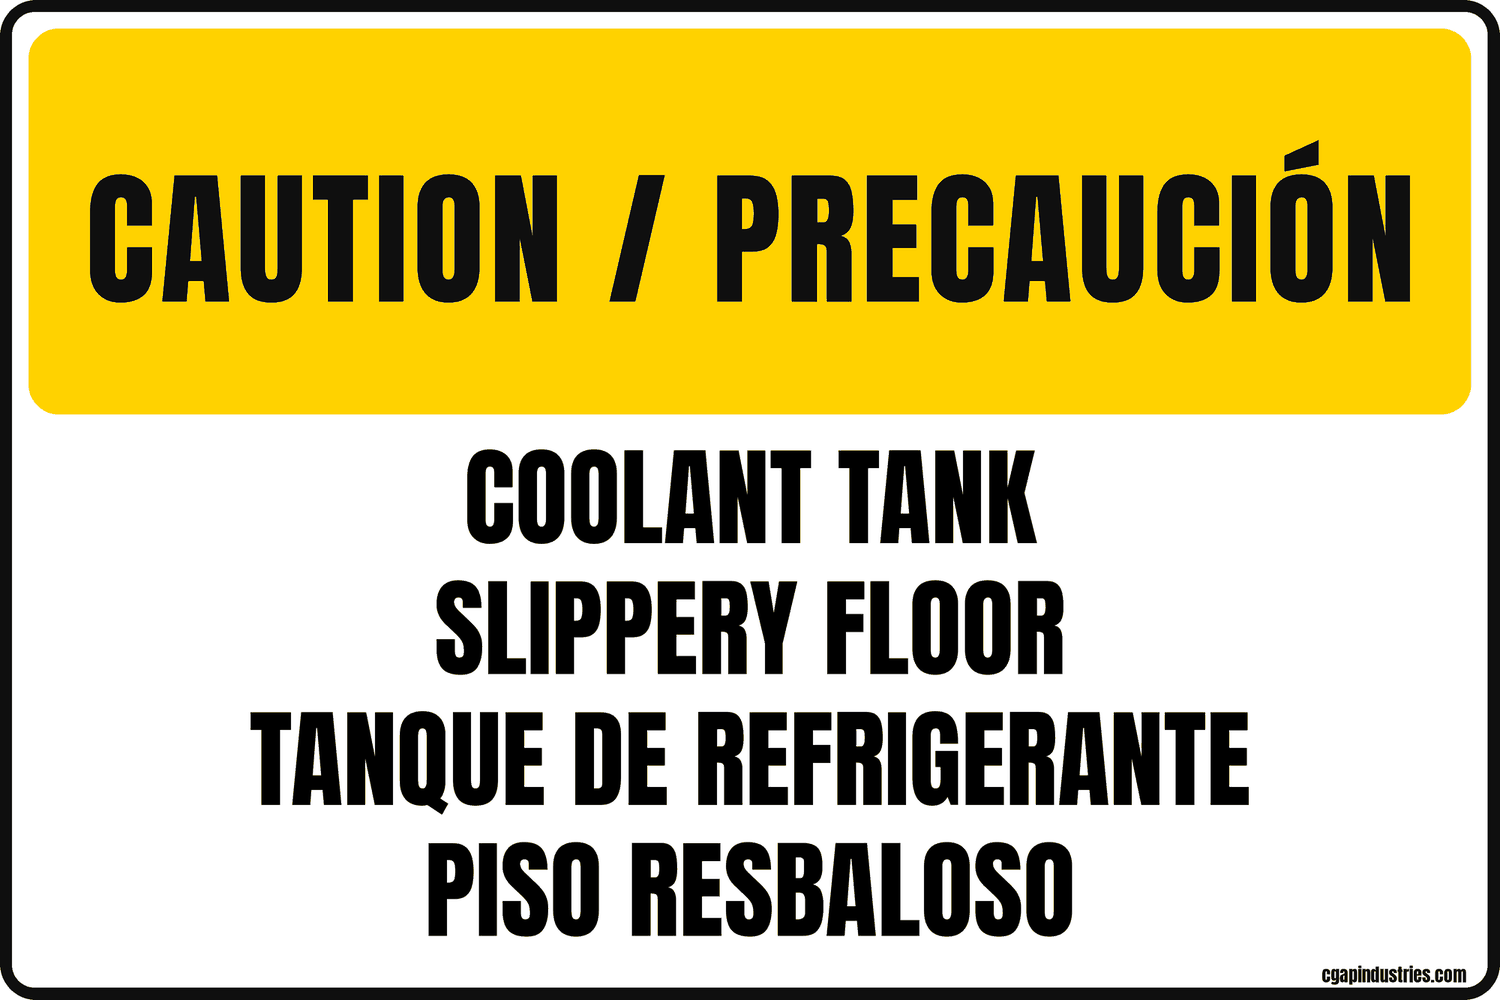 CAUTION / PRECAUCIÓN
COOLANT TANK
SLIPPERY FLOOR
TANQUE DE REFRIGERANTE
PISO RESBALOSO
cgapindustries.com